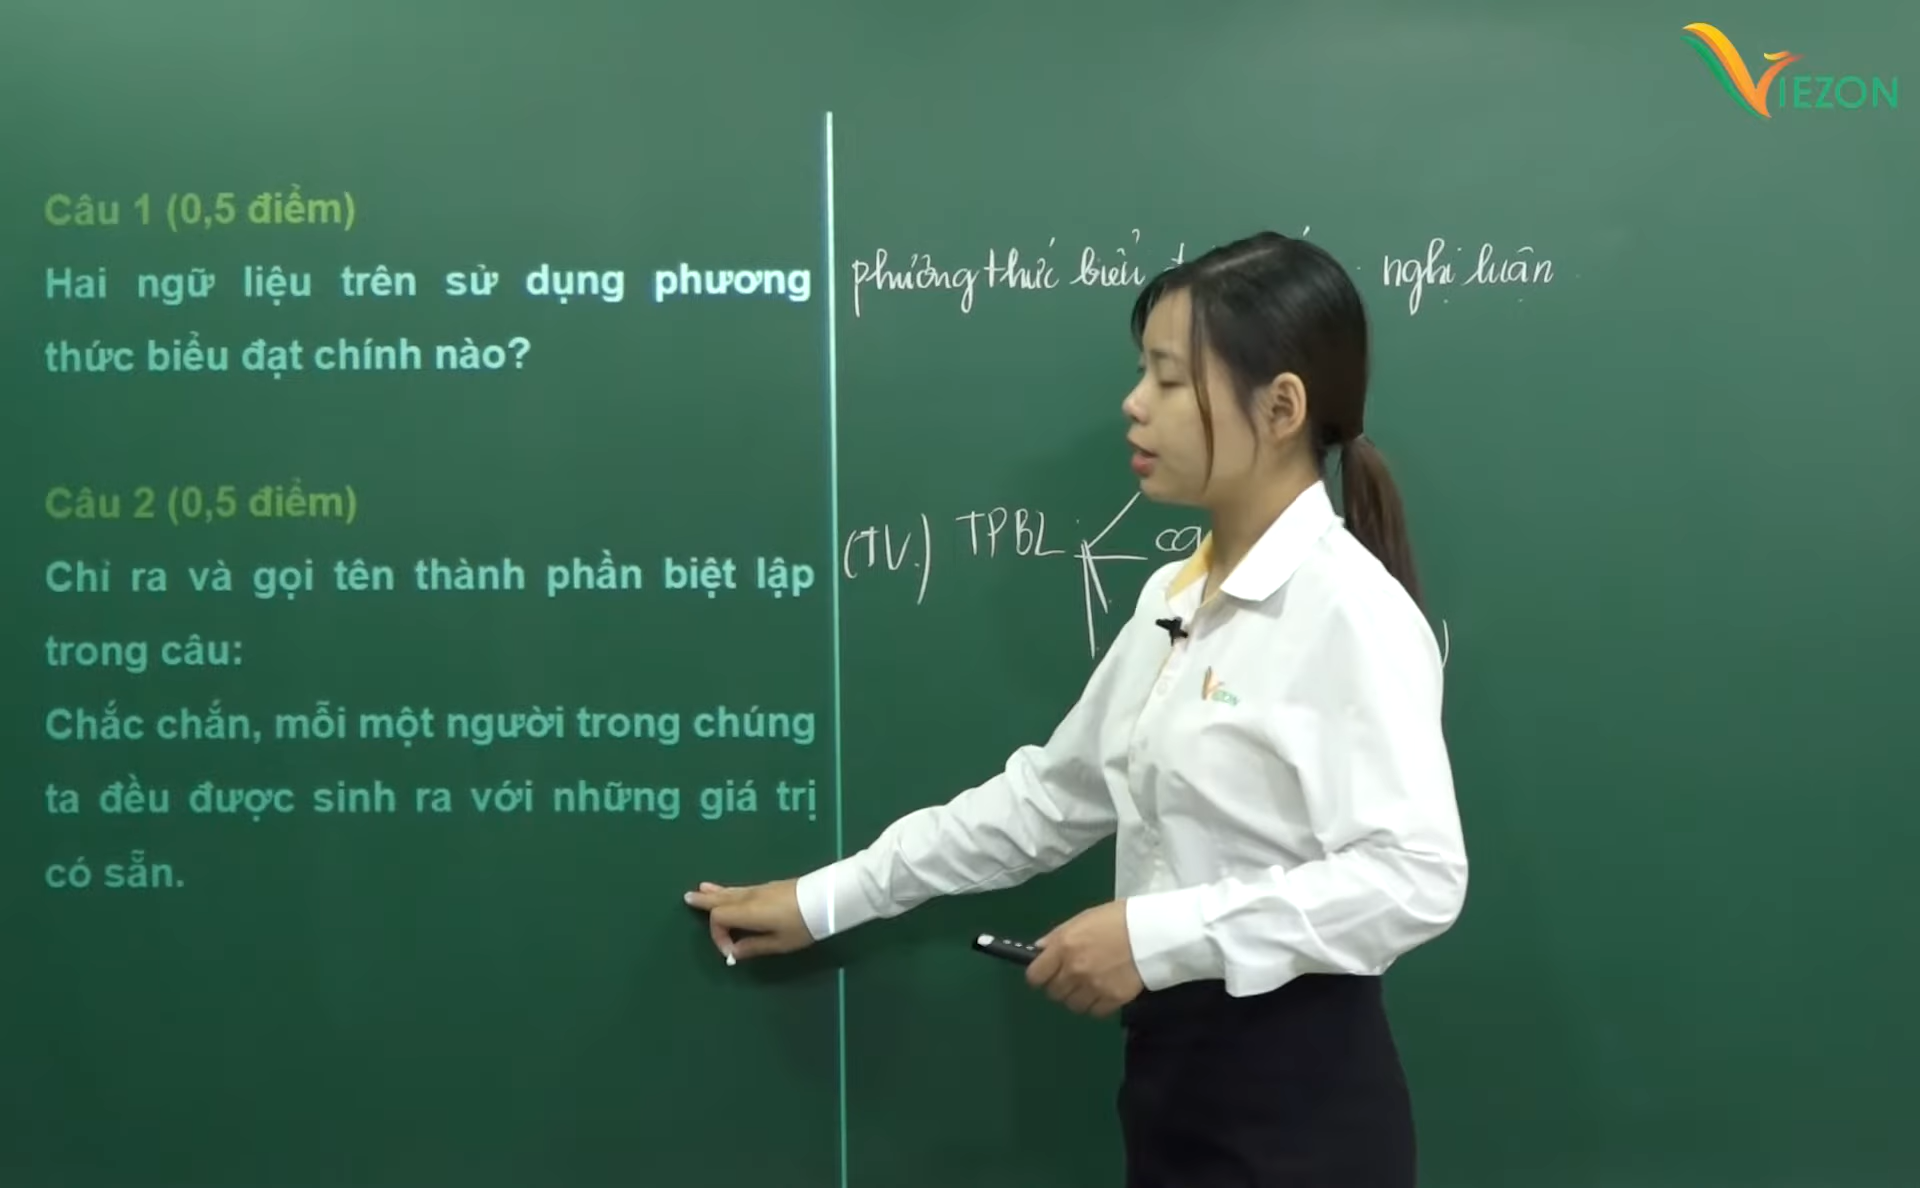 VIEZON
Câu 1 (0,5 điểm)
Hai ngữ liệu trên sử dụng phương
thức biểu đạt chính nào?
Câu 2 (0,5 điểm)
Chỉ ra và gọi tên thành phần biệt lập
trong câu:
Chắc chắn, mỗi một người trong chúng
ta đều được sinh ra với những giá trị
có sẵn.
phương thức biểu nghị luận
(TV.) TPBL
VIEZON